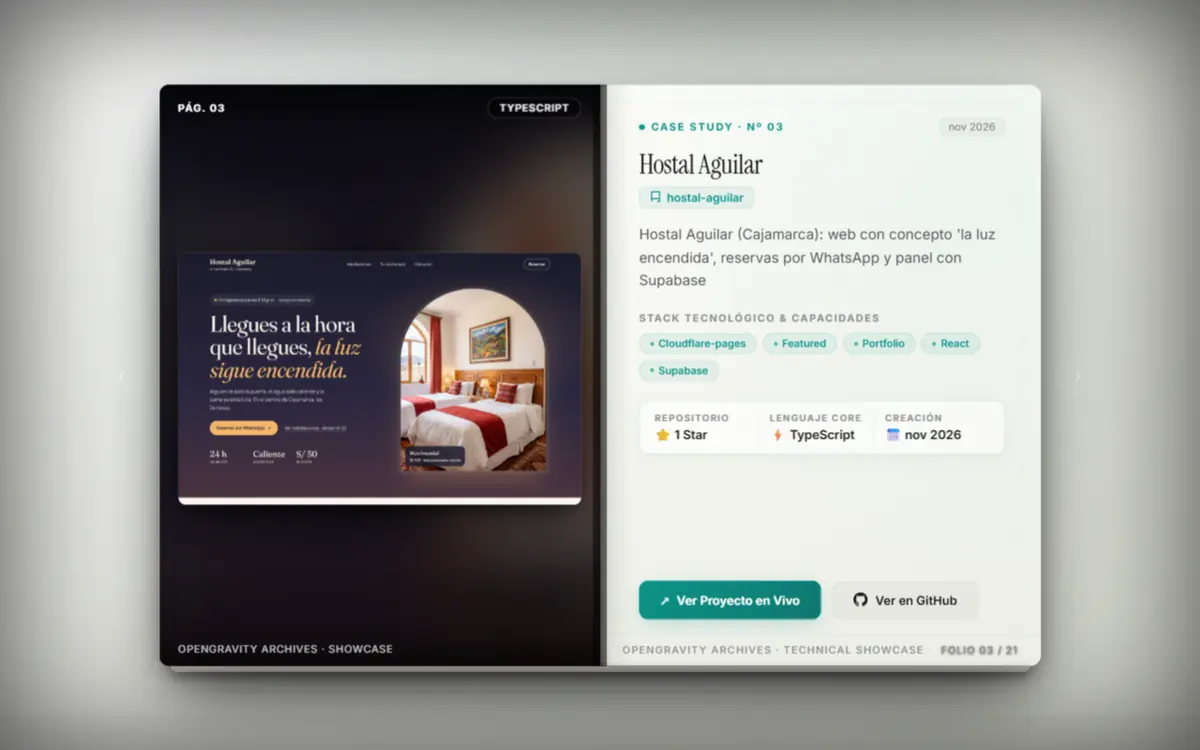 PÁG. 03
TYPESCRIPT
Hostal Aguilar
Reservar
Llegues a la hora
que llegues, la luz
sigue encendida.
Reservar por WhatsApp
24 h
Caliente
S/ 50
Matrimonial
OPENGRAVITY ARCHIVES · SHOWCASE
CASE STUDY · Nº 03
nov 2026
Hostal Aguilar
hostal-aguilar
Hostal Aguilar (Cajamarca): web con concepto 'la luz
encendida', reservas por WhatsApp y panel con
Supabase
STACK TECNOLÓGICO & CAPACIDADES
Cloudflare-pages
Featured
Portfolio
React
Supabase
REPOSITORIO
1 Star
LENGUAJE CORE
TypeScript
CREACIÓN
nov 2026
↗ Ver Proyecto en Vivo
Ver en GitHub
OPENGRAVITY ARCHIVES · TECHNICAL SHOWCASE
FOLIO 03 / 21